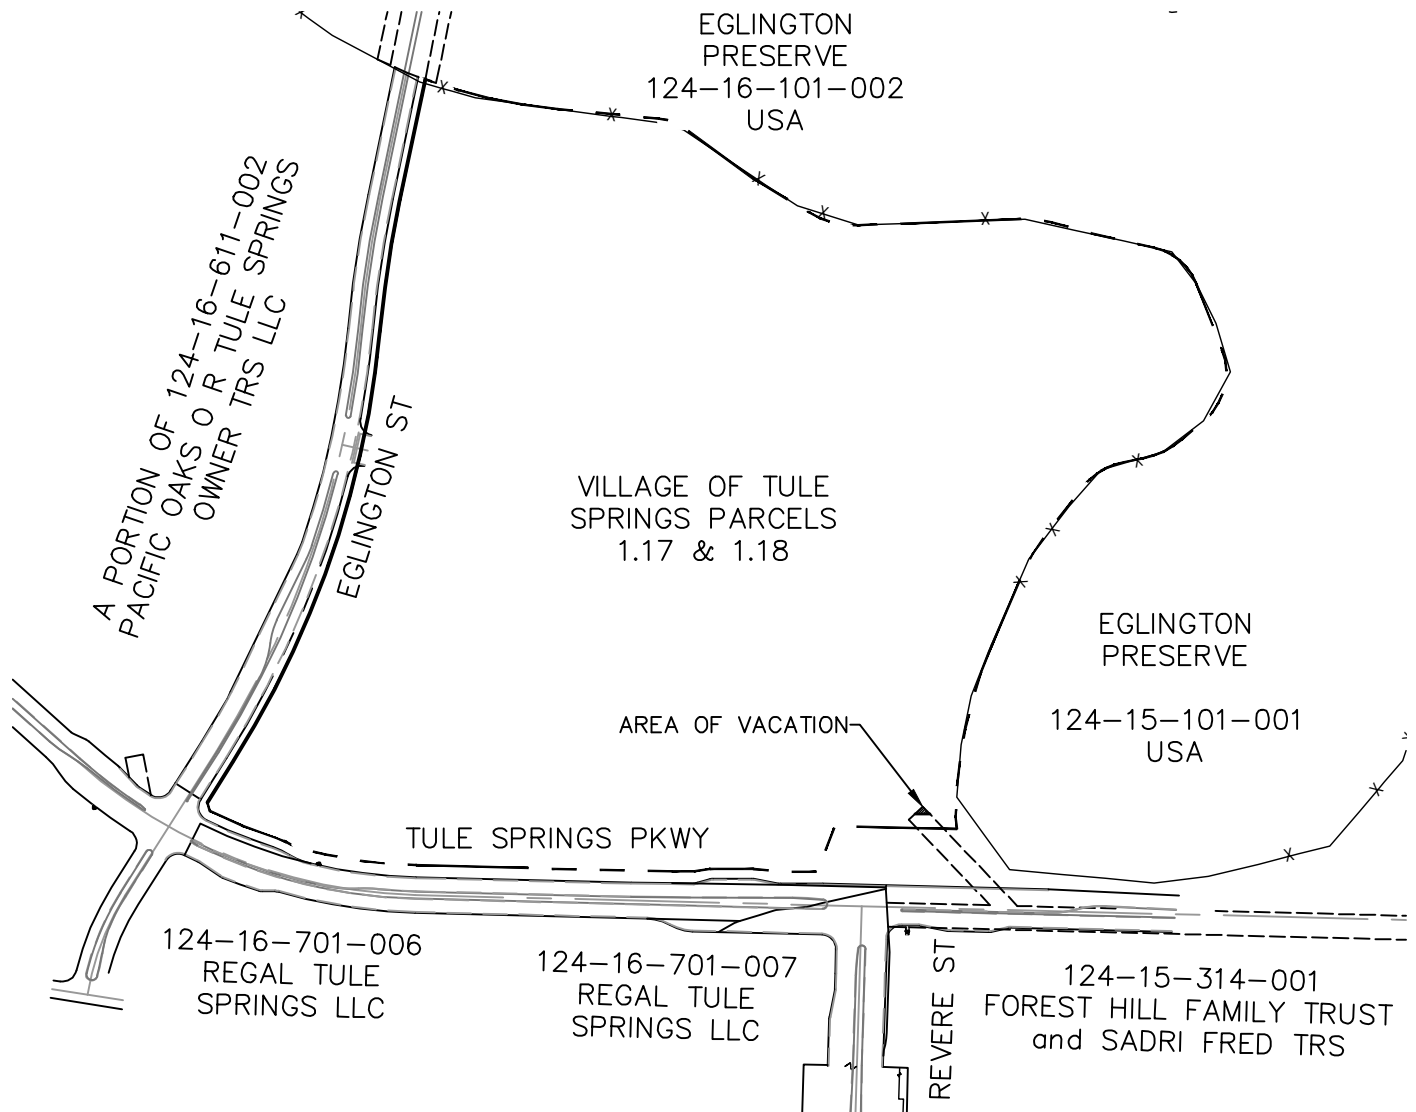 EGLINGTON
PRESERVE
124-16-101-002
USA
A PORTION OF 124-16-611-002
PACIFIC OAKS O R TULE SPRINGS
OWNER TRS LLC
EGLINGTON ST
VILLAGE OF TULE
SPRINGS PARCELS
1.17 & 1.18
EGLINGTON
PRESERVE
124-15-101-001
USA
AREA OF VACATION
TULE SPRINGS PKWY
124-16-701-006
REGAL TULE
SPRINGS LLC
124-16-701-007
REGAL TULE
SPRINGS LLC
REVERE ST
124-15-314-001
FOREST HILL FAMILY TRUST
and SADRI FRED TRS